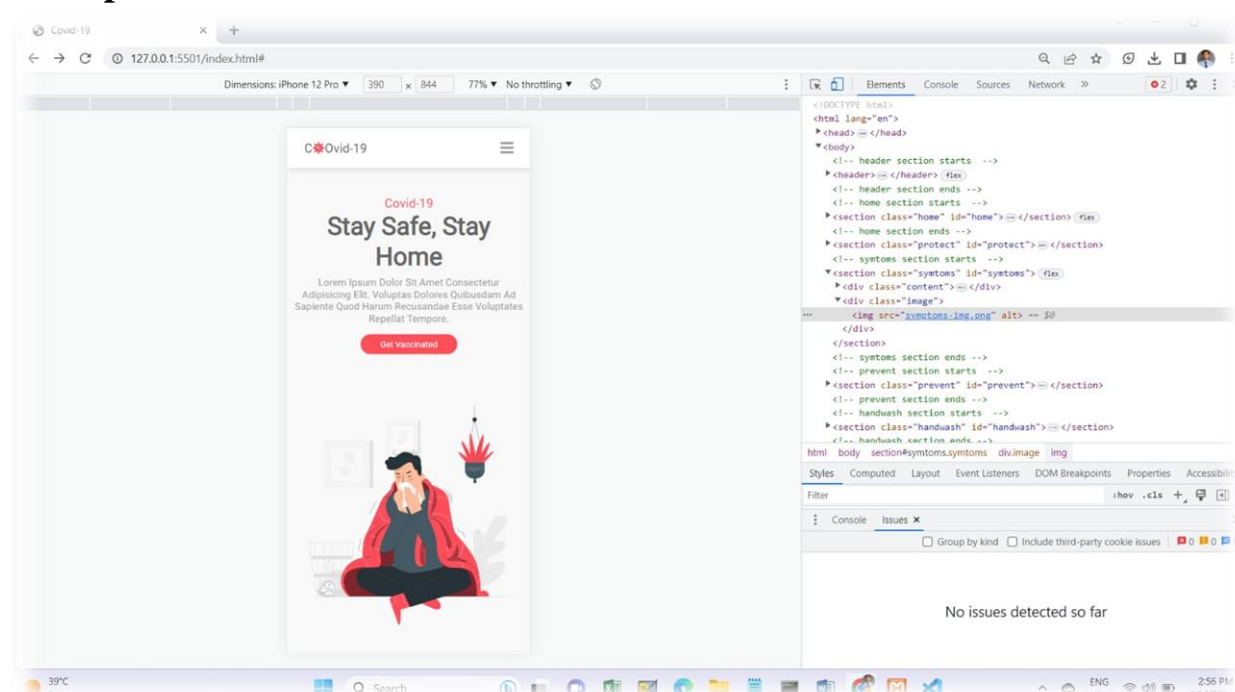 Covid-19
127.0.0.1:5501/index.html#
Dimensions: iPhone 12 Pro ▼ 390 x 844 77% ▼ No throttling ▼
Elements Console Sources Network » 2
<!DOCTYPE html>
<html lang="en">
<head> </head>
<body>
<!-- header section starts -->
<header> </header> flex
<!-- header section ends -->
<!-- home section starts -->
<section class="home" id="home"> </section> flex
<!-- home section ends -->
<section class="protect" id="protect"> </section>
<!-- symtoms section starts -->
<section class="symtoms" id="symtoms"> flex
<div class="content"> </div>
<div class="image">
<img src="symptoms-img.png" alt> == $0
</div>
</section>
<!-- symtoms section ends -->
<!-- prevent section starts -->
<section class="prevent" id="prevent"> </section>
<!-- prevent section ends -->
<!-- handwash section starts -->
<section class="handwash" id="handwash"> </section>
<!-- handwash section ends -->
html body section#symtoms.symtoms div.image img
Styles Computed Layout Event Listeners DOM Breakpoints Properties Accessibility
Filter :hov .cls +
Console Issues ×
Group by kind Include third-party cookie issues 0 0
No issues detected so far
C Ovid-19
Covid-19
Stay Safe, Stay
Home
Lorem Ipsum Dolor Sit Amet Consectetur
Adipisicing Elit. Voluptas Dolores Quibusdam Ad
Sapiente Quod Harum Recusandae Esse Voluptates
Repellat Tempore.
Get Vaccinated
39°C
Search
ENG
2:56 PM